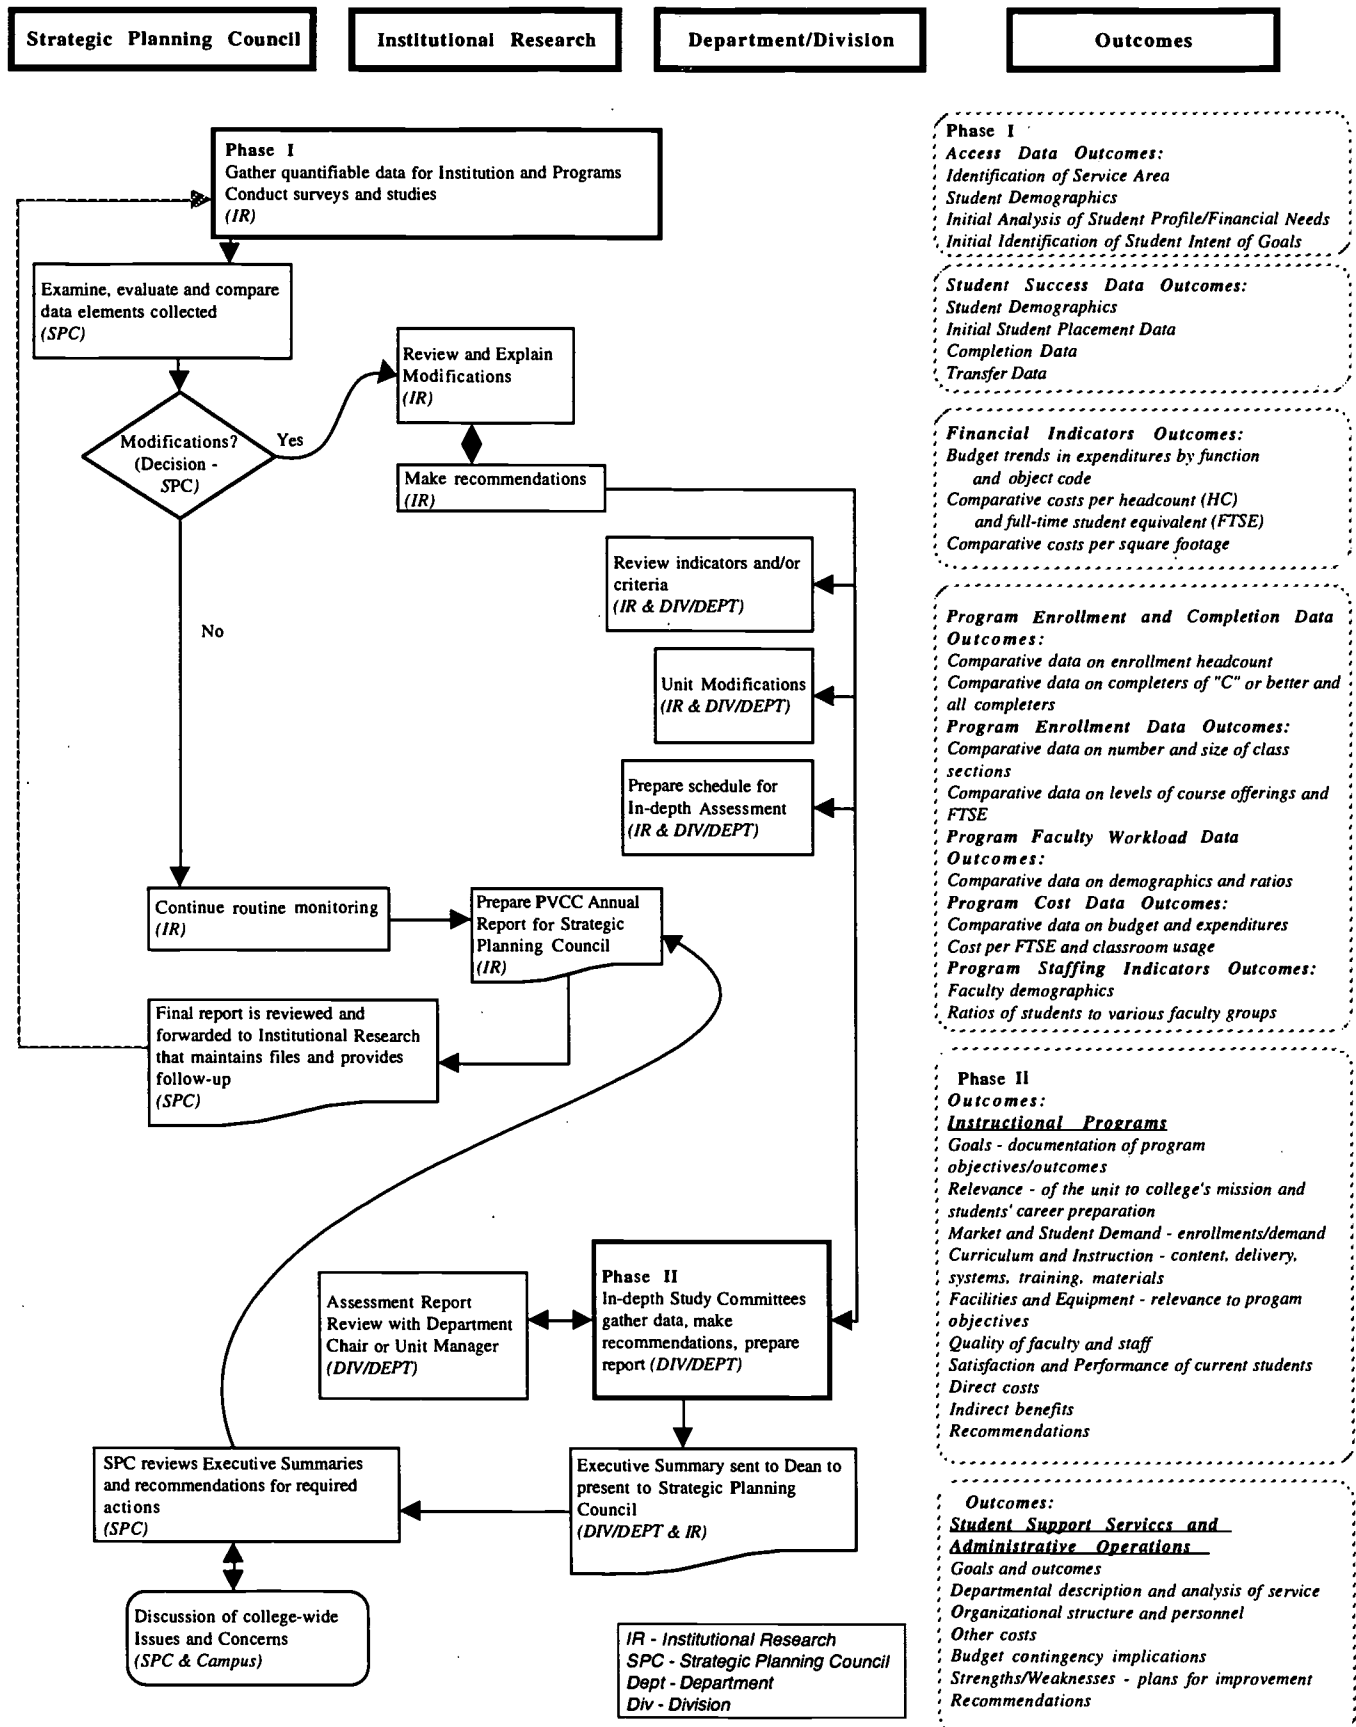 Strategic Planning Council
Institutional Research
Department/Division
Outcomes
Phase I
Gather quantifiable data for Institution and Programs
Conduct surveys and studies
(IR)
Examine, evaluate and compare
data elements collected
(SPC)
Modifications?
(Decision -
SPC)
Yes
No
Review and Explain
Modifications
(IR)
Make recommendations
(IR)
Review indicators and/or
criteria
(IR & DIV/DEPT)
Unit Modifications
(IR & DIV/DEPT)
Prepare schedule for
In-depth Assessment
(IR & DIV/DEPT)
Continue routine monitoring
(IR)
Prepare PVCC Annual
Report for Strategic
Planning Council
(IR)
Final report is reviewed and
forwarded to Institutional Research
that maintains files and provides
follow-up
(SPC)
Phase II
In-depth Study Committees
gather data, make
recommendations, prepare
report (DIV/DEPT)
Assessment Report
Review with Department
Chair or Unit Manager
(DIV/DEPT)
SPC reviews Executive Summaries
and recommendations for required
actions
(SPC)
Executive Summary sent to Dean to
present to Strategic Planning
Council
(DIV/DEPT & IR)
Discussion of college-wide
Issues and Concerns
(SPC & Campus)
IR - Institutional Research
SPC - Strategic Planning Council
Dept - Department
Div - Division
Phase I
Access Data Outcomes:
Identification of Service Area
Student Demographics
Initial Analysis of Student Profile/Financial Needs
Initial Identification of Student Intent of Goals
Student Success Data Outcomes:
Student Demographics
Initial Student Placement Data
Completion Data
Transfer Data
Financial Indicators Outcomes:
Budget trends in expenditures by function
and object code
Comparative costs per headcount (HC)
and full-time student equivalent (FTSE)
Comparative costs per square footage
Program Enrollment and Completion Data
Outcomes:
Comparative data on enrollment headcount
Comparative data on completers of "C" or better and
all completers
Program Enrollment Data Outcomes:
Comparative data on number and size of class
sections
Comparative data on levels of course offerings and
FTSE
Program Faculty Workload Data
Outcomes:
Comparative data on demographics and ratios
Program Cost Data Outcomes:
Comparative data on budget and expenditures
Cost per FTSE and classroom usage
Program Staffing Indicators Outcomes:
Faculty demographics
Ratios of students to various faculty groups
Phase II
Outcomes:
Instructional Programs
Goals - documentation of program
objectives/outcomes
Relevance - of the unit to college's mission and
students' career preparation
Market and Student Demand - enrollments/demand
Curriculum and Instruction - content, delivery,
systems, training, materials
Facilities and Equipment - relevance to progam
objectives
Quality of faculty and staff
Satisfaction and Performance of current students
Direct costs
Indirect benefits
Recommendations
Outcomes:
Student Support Services and
Administrative Operations
Goals and outcomes
Departmental description and analysis of service
Organizational structure and personnel
Other costs
Budget contingency implications
Strengths/Weaknesses - plans for improvement
Recommendations